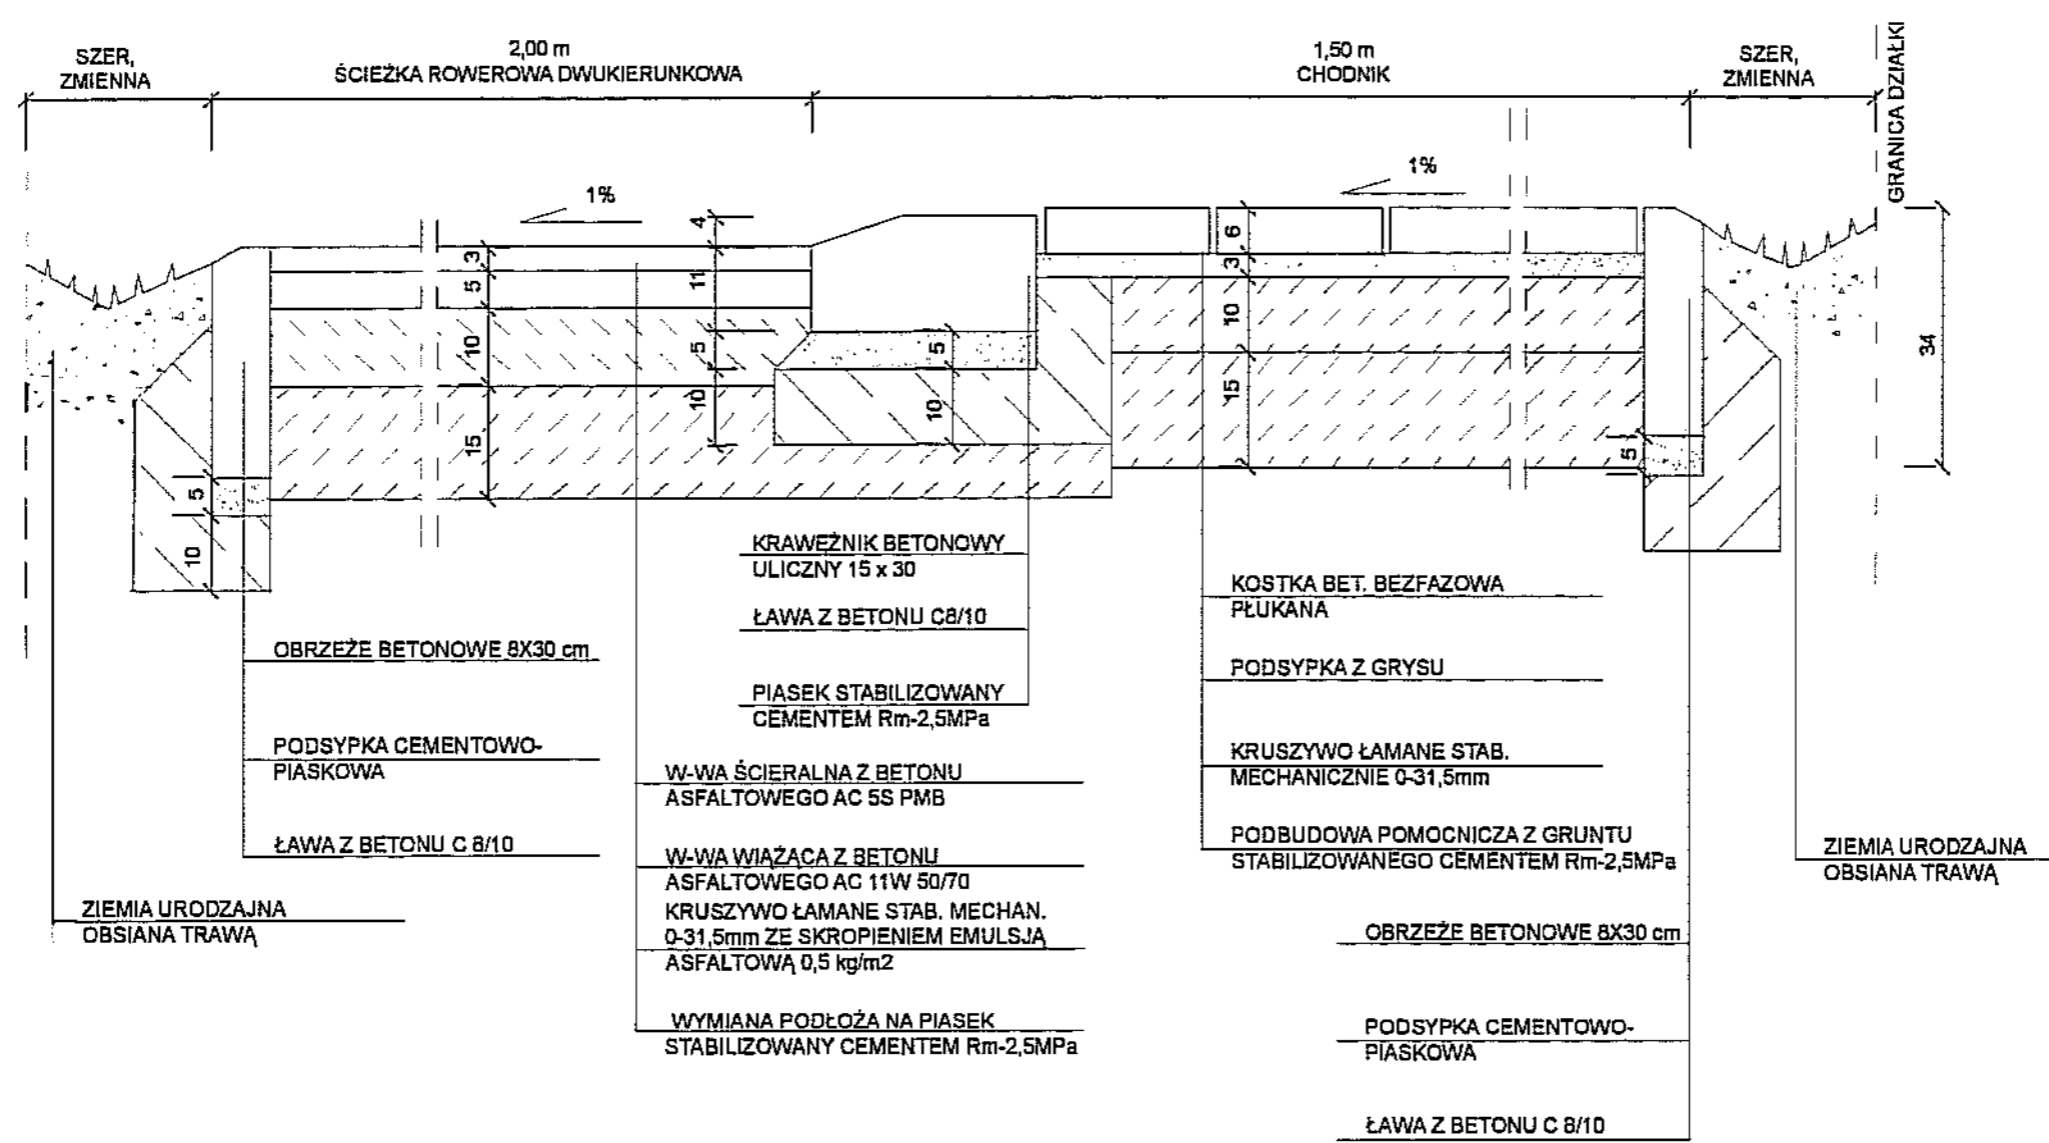 SZER,
ZMIENNA
2,00 m
ŚCIEŻKA ROWEROWA DWUKIERUNKOWA
1,50 m
CHODNIK
SZER,
ZMIENNA
GRANICA DZIAŁKI
1%
1%
4
11
5
10
3
5
10
15
5
10
5
10
6
3
10
15
5
34
KRAWĘŻNIK BETONOWY
ULICZNY 15 x 30
ŁAWA Z BETONU C8/10
PIASEK STABILIZOWANY
CEMENTEM Rm-2,5MPa
OBRZEŻE BETONOWE 8X30 cm
PODSYPKA CEMENTOWO-
PIASKOWA
ŁAWA Z BETONU C 8/10
ZIEMIA URODZAJNA
OBSIANA TRAWĄ
W-WA ŚCIERALNA Z BETONU
ASFALTOWEGO AC 5S PMB
W-WA WIĄŻĄCA Z BETONU
ASFALTOWEGO AC 11W 50/70
KRUSZYWO ŁAMANE STAB. MECHAN.
0-31,5mm ZE SKROPIENIEM EMULSJĄ
ASFALTOWĄ 0,5 kg/m2
WYMIANA PODŁOŻA NA PIASEK
STABILIZOWANY CEMENTEM Rm-2,5MPa
KOSTKA BET. BEZFAZOWA
PŁUKANA
PODSYPKA Z GRYSU
KRUSZYWO ŁAMANE STAB.
MECHANICZNIE 0-31,5mm
PODBUDOWA POMOCNICZA Z GRUNTU
STABILIZOWANEGO CEMENTEM Rm-2,5MPa
OBRZEŻE BETONOWE 8X30 cm
PODSYPKA CEMENTOWO-
PIASKOWA
ŁAWA Z BETONU C 8/10
ZIEMIA URODZAJNA
OBSIANA TRAWĄ